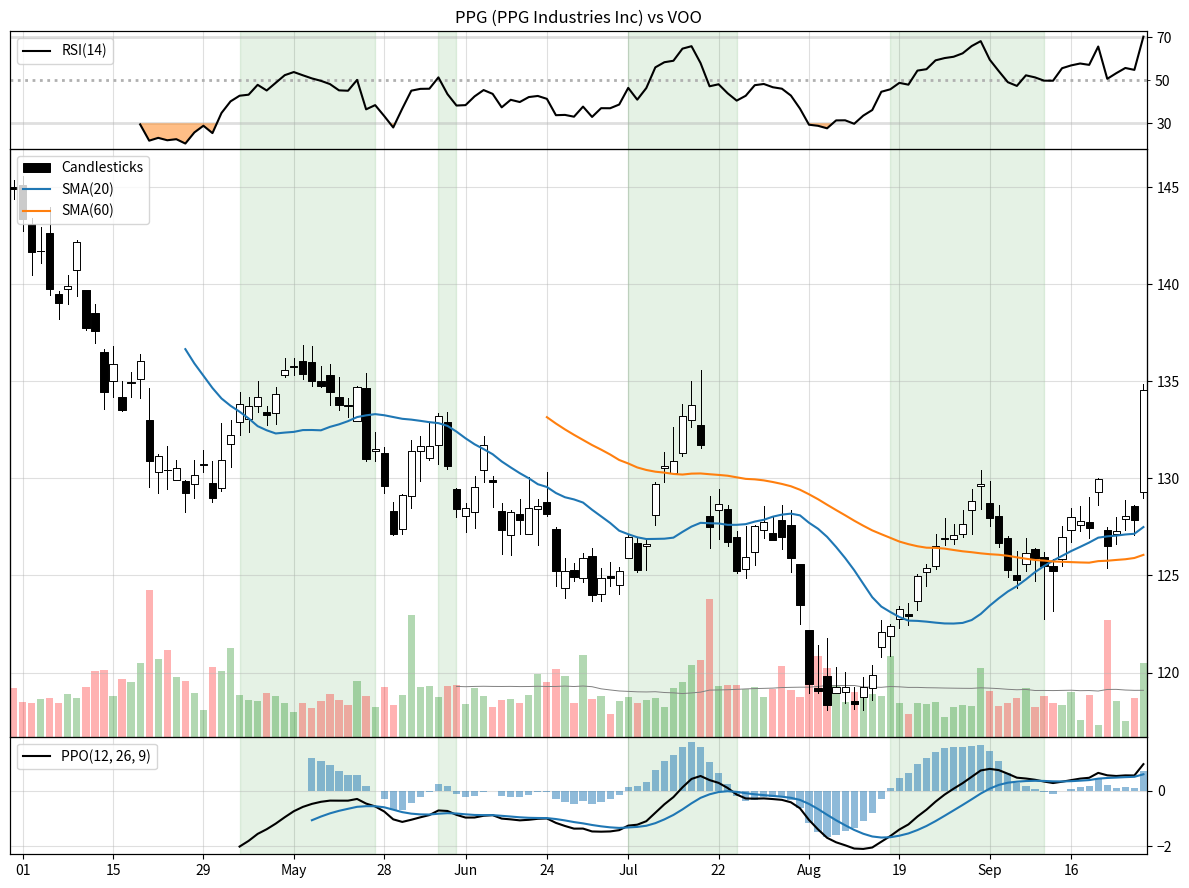 PPG (PPG Industries Inc) vs VOO
RSI(14)
70
50
30
Candlesticks
SMA(20)
SMA(60)
145
140
135
130
125
120
PPO(12, 26, 9)
0
−2
01 15 29 May 28 Jun 24 Jul 22 Aug 19 Sep 16